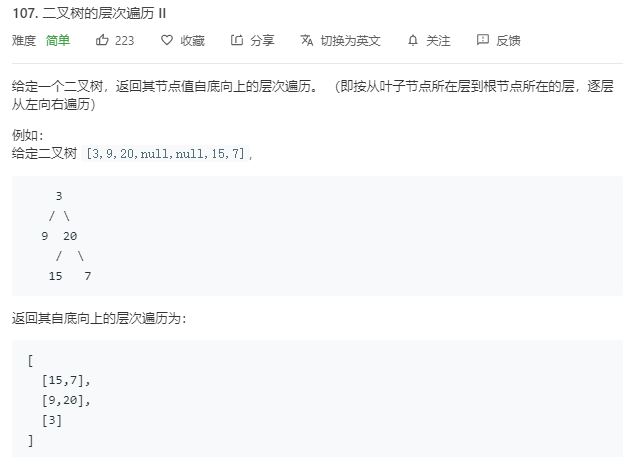 107. 二叉树的层次遍历 II
难度 简单 223 收藏 分享 切换为英文 关注 反馈
给定一个二叉树，返回其节点值自底向上的层次遍历。 （即按从叶子节点所在层到根节点所在的层，逐层
从左向右遍历）
例如：
给定二叉树 [3,9,20,null,null,15,7],
3
/ \
9 20
/ \
15 7
返回其自底向上的层次遍历为：
[
[15,7],
[9,20],
[3]
]